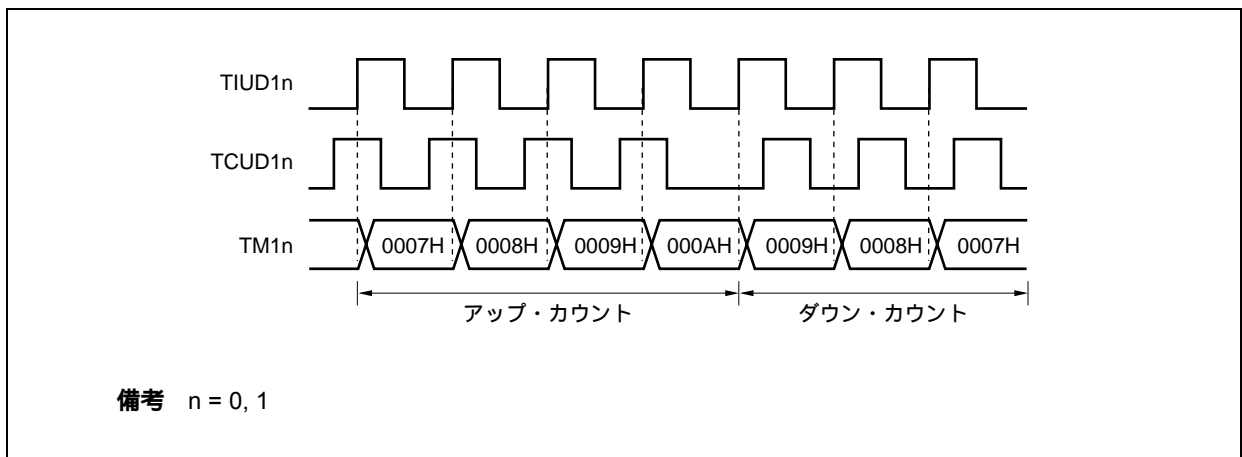 TIUD1n
TCUD1n
TM1n 0007H 0008H 0009H 000AH 0009H 0008H 0007H
アップ・カウント ダウン・カウント
備考 n = 0, 1